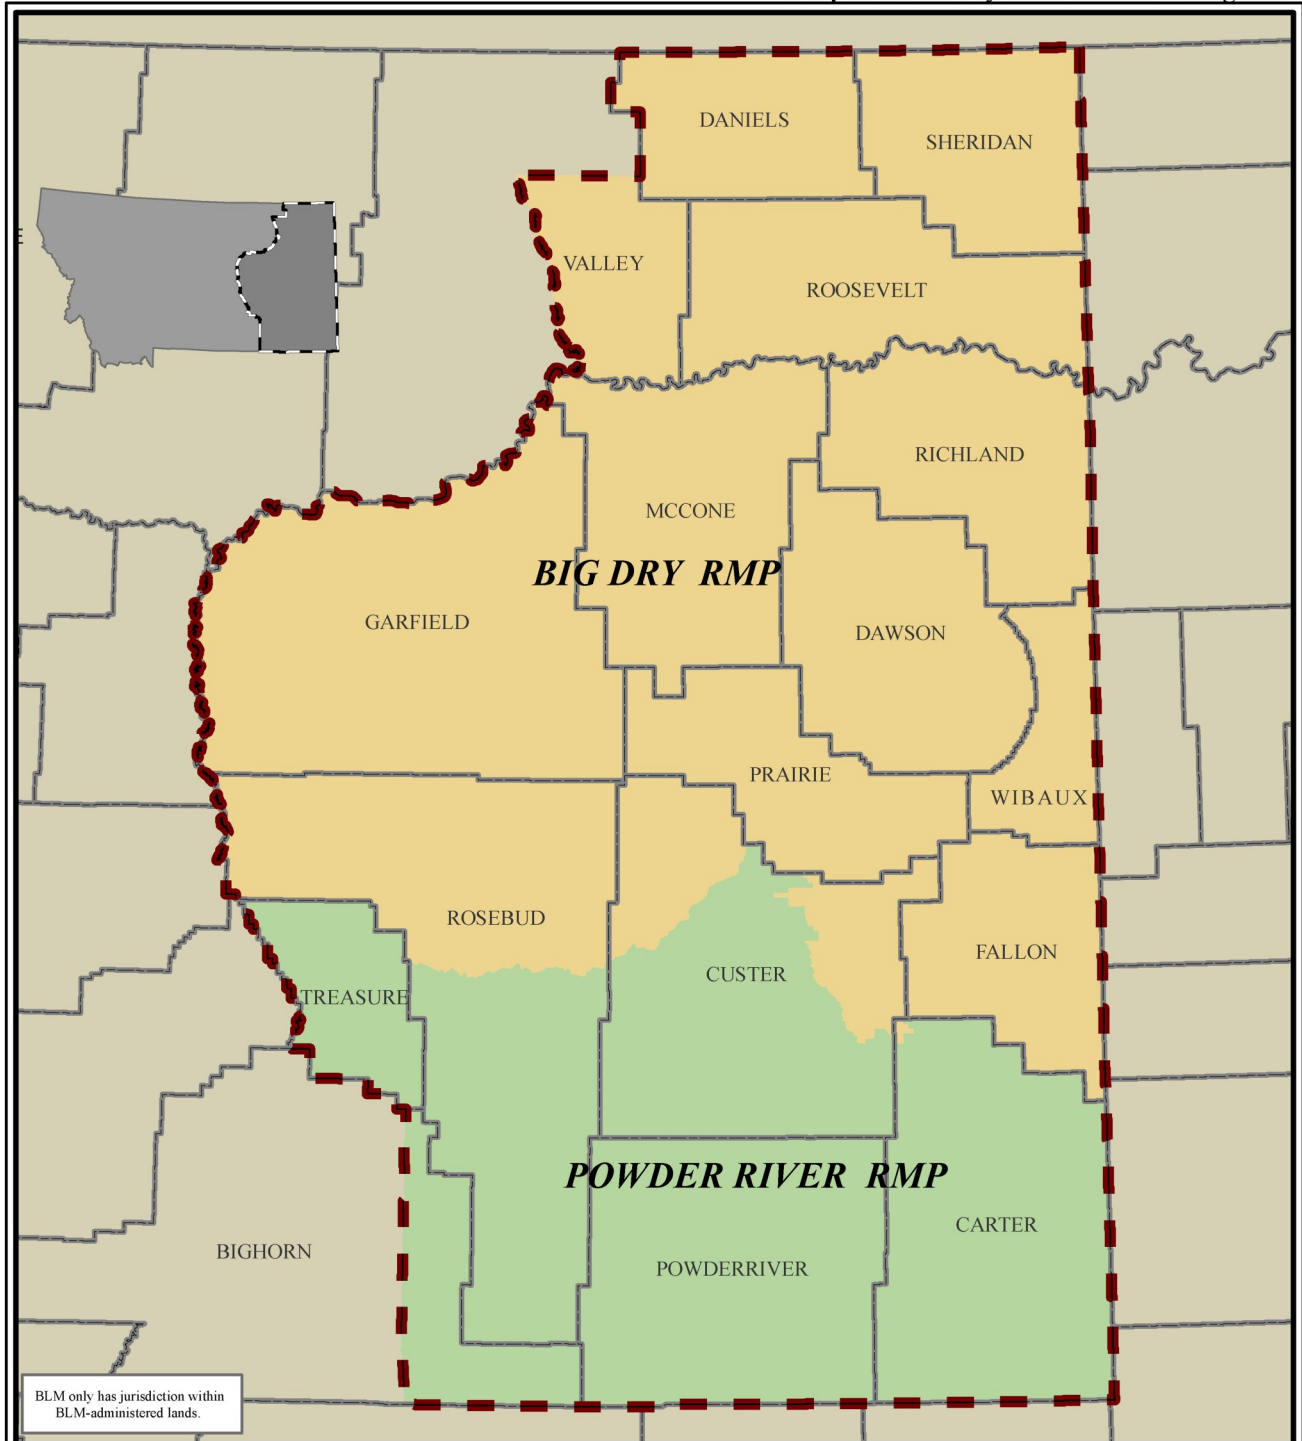 DANIELS
SHERIDAN
VALLEY
ROOSEVELT
RICHLAND
MCCONE
BIG DRY RMP
GARFIELD
DAWSON
PRAIRIE
WIBAUX
ROSEBUD
FALLON
CUSTER
TREASURE
POWDER RIVER RMP
CARTER
BIGHORN
POWDERRIVER
BLM only has jurisdiction within
BLM-administered lands.